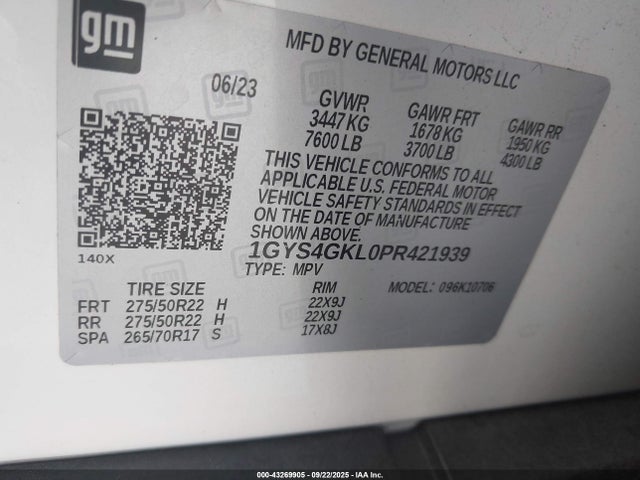 gm
MFD BY GENERAL MOTORS LLC
06/23
GVWR GAWR FRT GAWR RR
3447 KG 1678 KG 1950 KG
7600 LB 3700 LB 4300 LB
THIS VEHICLE CONFORMS TO ALL
APPLICABLE U.S. FEDERAL MOTOR
VEHICLE SAFETY STANDARDS IN EFFECT
ON THE DATE OF MANUFACTURE
SHOWN ABOVE.
140X
1GYS4GKL0PR421939
TYPE: MPV
MODEL: 096K10706
TIRE SIZE RIM
FRT 275/50R22 H 22X9J
RR 275/50R22 H 22X9J
SPA 265/70R17 S 17X8J
000-43269905 - 09/22/2025 - IAA Inc.